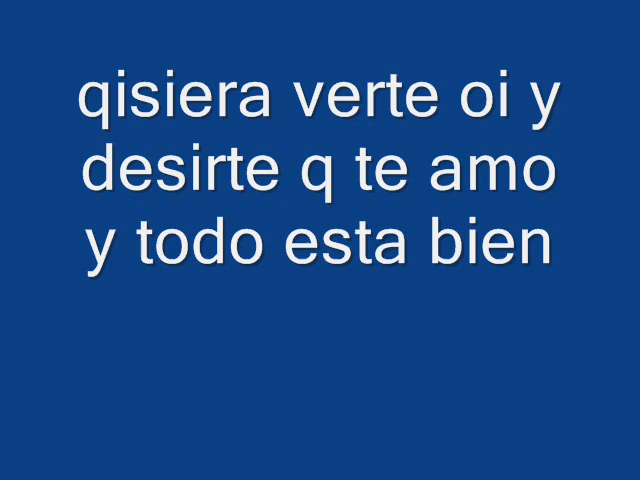 qisiera verte oi y
desirte q te amo
y todo esta bien